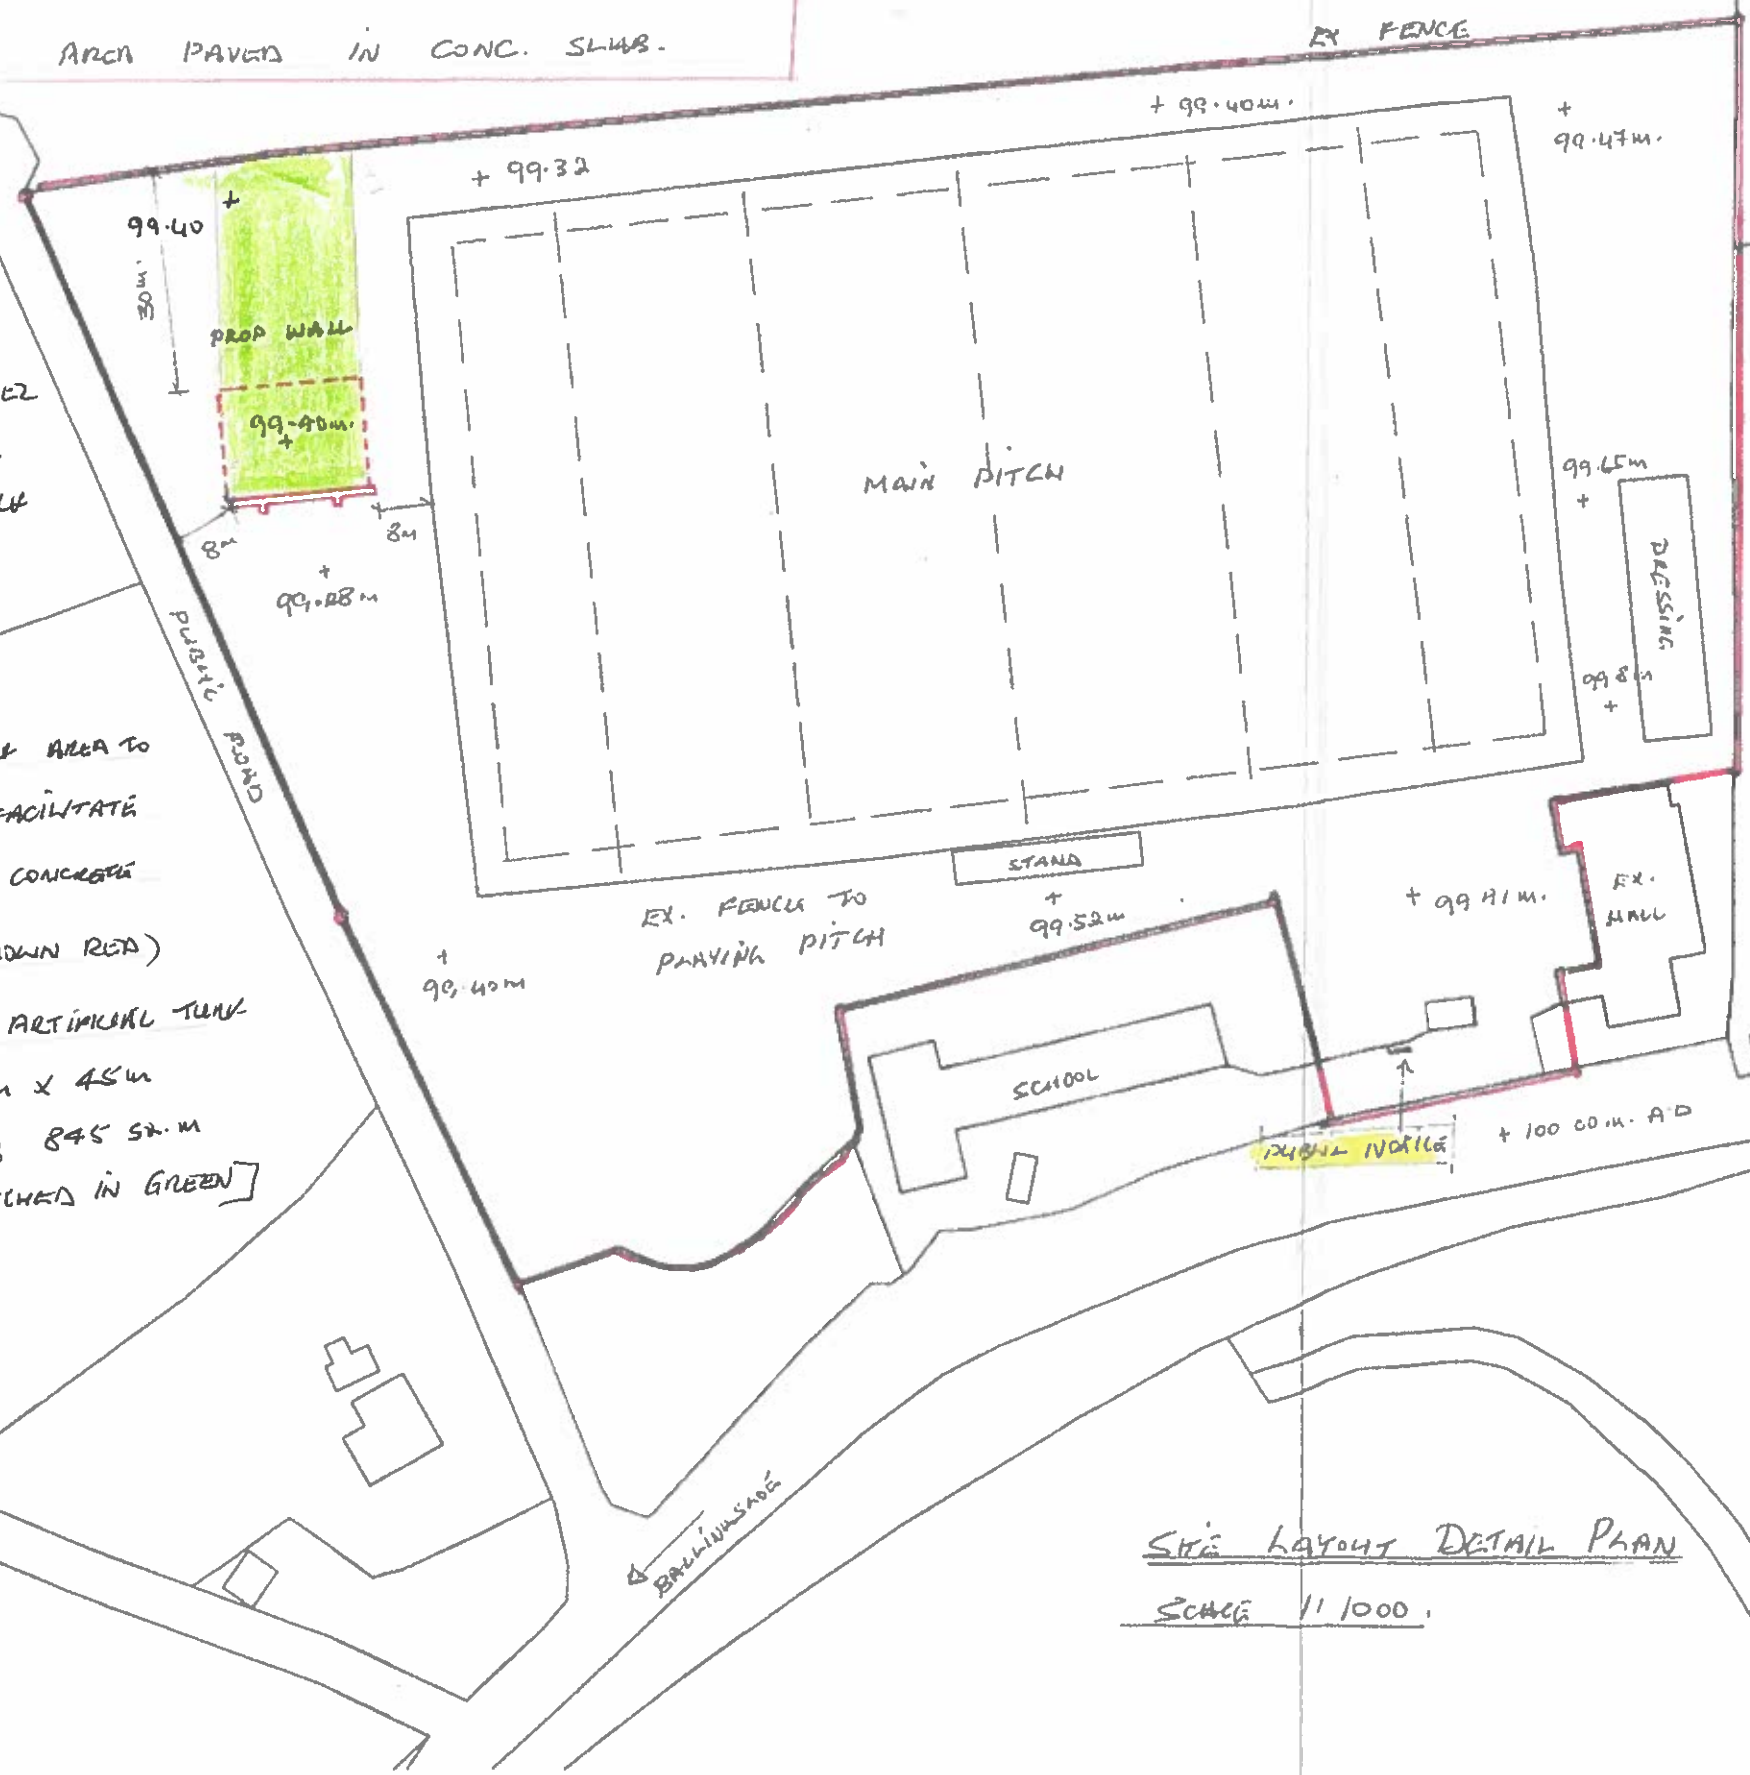 AREA PAVED IN CONC. SLAB.
EX FENCE
+ 99.40m.
+
99.47m.
+ 99.32
99.40
+
30m.
PROP WALL
99.40m.
+
8m
8m
+
MAIN PITCH
99.65m
+
DRESSING
99.8m
+
PUBLIC ROAD
AREA TO
FACILITATE
CONCRETE
RED)
ARTIFICIAL TURF
x 45m
845 SQ.M
IN GREEN]
STAND
+
99.52m
EX. FENCE TO
PLAYING PITCH
+
99.40m
+ 99.71m.
EX.
HALL
SCHOOL
PUBLIC NOTICE
+ 100.00m. A.D
BALLINASLOE
SITE LAYOUT DETAIL PLAN
SCALE 1/1000.